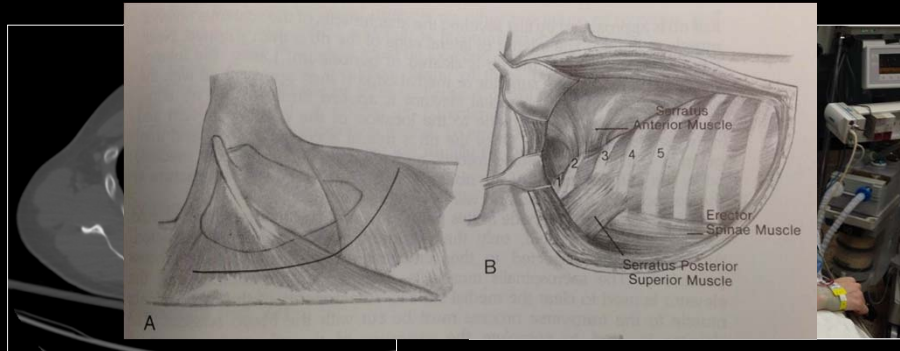 Serratus
Anterior Muscle
1
2
3
4
5
Erector
Spinae Muscle
Serratus Posterior
Superior Muscle
A
B